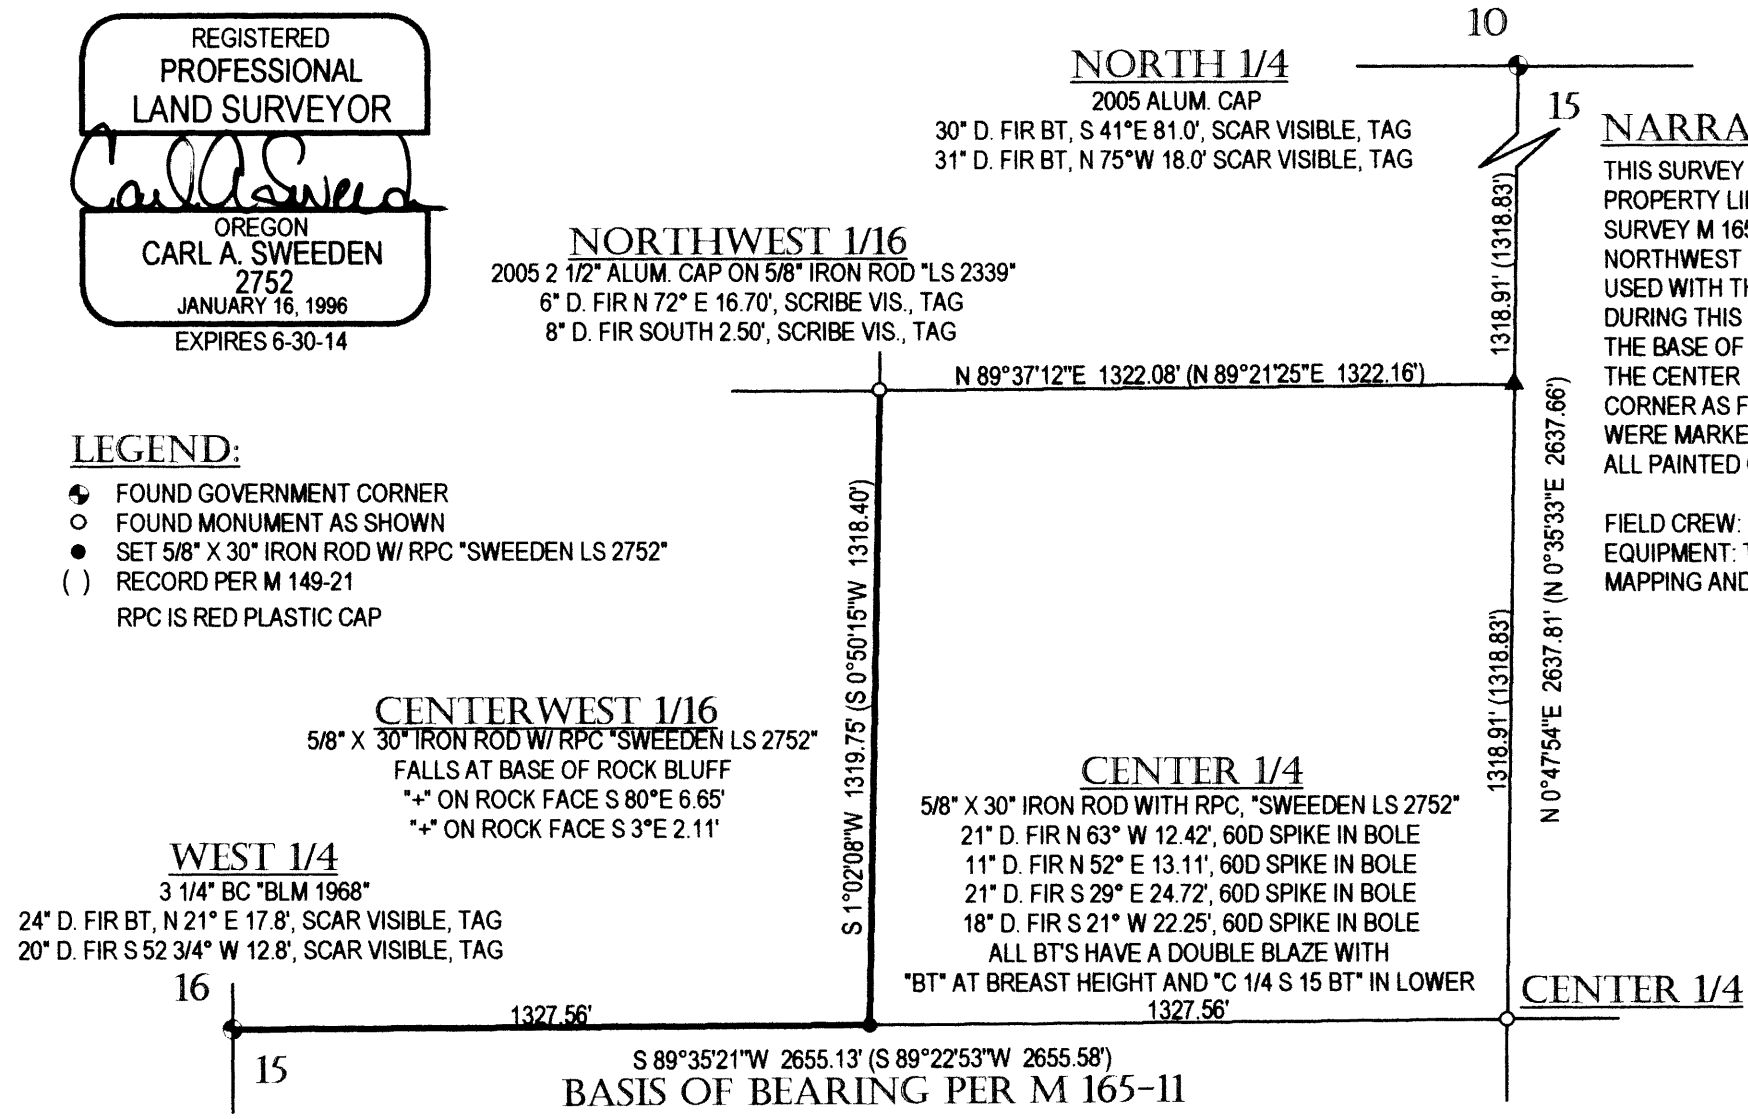 REGISTERED
PROFESSIONAL
LAND SURVEYOR
Carl A Sweeden
OREGON
CARL A. SWEEDEN
2752
JANUARY 16, 1996
EXPIRES 6-30-14
LEGEND:
FOUND GOVERNMENT CORNER
FOUND MONUMENT AS SHOWN
SET 5/8" X 30" IRON ROD W/ RPC "SWEEDEN LS 2752"
( ) RECORD PER M 149-21
RPC IS RED PLASTIC CAP
NORTH 1/4
2005 ALUM. CAP
30" D. FIR BT, S 41°E 81.0', SCAR VISIBLE, TAG
31" D. FIR BT, N 75°W 18.0' SCAR VISIBLE, TAG
10
15
NORTHWEST 1/16
2005 2 1/2" ALUM. CAP ON 5/8" IRON ROD "LS 2339"
6" D. FIR N 72° E 16.70', SCRIBE VIS., TAG
8" D. FIR SOUTH 2.50', SCRIBE VIS., TAG
N 89°37'12"E 1322.08' (N 89°21'25"E 1322.16')
1318.91' (1318.83')
S 1°02'08"W 1319.75' (S 0°50'15"W 1318.40')
1318.91' (1318.83')
N 0°47'54"E 2637.81' (N 0°35'33"E 2637.66')
CENTERWEST 1/16
5/8" X 30" IRON ROD W/ RPC "SWEEDEN LS 2752"
FALLS AT BASE OF ROCK BLUFF
"+" ON ROCK FACE S 80°E 6.65'
"+" ON ROCK FACE S 3°E 2.11'
WEST 1/4
3 1/4" BC "BLM 1968"
24" D. FIR BT, N 21° E 17.8', SCAR VISIBLE, TAG
20" D. FIR S 52 3/4° W 12.8', SCAR VISIBLE, TAG
16
15
CENTER 1/4
5/8" X 30" IRON ROD WITH RPC, "SWEEDEN LS 2752"
21" D. FIR N 63° W 12.42', 60D SPIKE IN BOLE
11" D. FIR N 52° E 13.11', 60D SPIKE IN BOLE
21" D. FIR S 29° E 24.72', 60D SPIKE IN BOLE
18" D. FIR S 21° W 22.25', 60D SPIKE IN BOLE
ALL BT'S HAVE A DOUBLE BLAZE WITH
"BT" AT BREAST HEIGHT AND "C 1/4 S 15 BT" IN LOWER
CENTER 1/4
1327.56'
1327.56'
S 89°35'21"W 2655.13' (S 89°22'53"W 2655.58')
BASIS OF BEARING PER M 165-11
NARRA
THIS SURVEY
PROPERTY LI
SURVEY M 165
NORTHWEST
USED WITH TH
DURING THIS
THE BASE OF
THE CENTER
CORNER AS F
WERE MARKE
ALL PAINTED
FIELD CREW:
EQUIPMENT: T
MAPPING AND